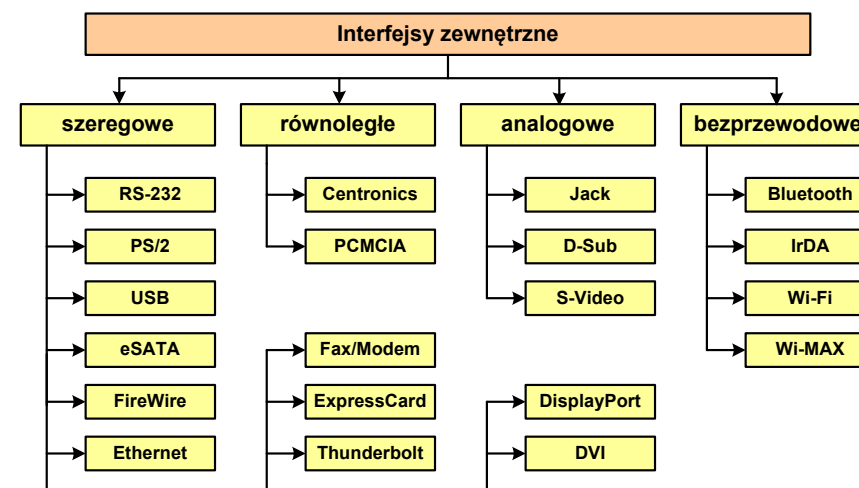 Interfejsy zewnętrzne
szeregowe
równoległe
analogowe
bezprzewodowe
RS-232
Centronics
Jack
Bluetooth
PS/2
PCMCIA
D-Sub
IrDA
USB
S-Video
Wi-Fi
eSATA
Fax/Modem
Wi-MAX
FireWire
ExpressCard
DisplayPort
Ethernet
Thunderbolt
DVI